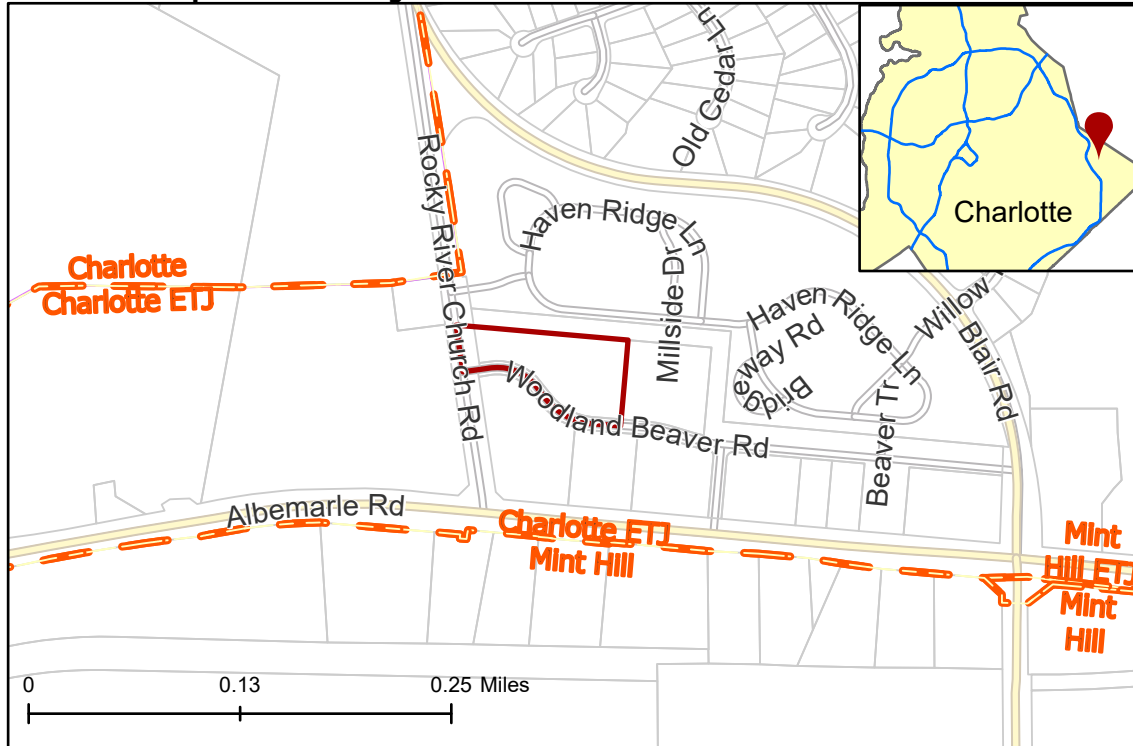 Old Cedar Ln
Rocky River Church Rd
Haven Ridge Ln
Millside Dr
Charlotte
Charlotte
Charlotte ETJ
Haven Ridge Ln
Bridgeway Rd
Willow
Blair Rd
Beaver Tr
Woodland Beaver Rd
Albemarle Rd
Charlotte ETJ
Mint Hill
Mint
Hill ETJ
Mint
Hill
0 0.13 0.25 Miles